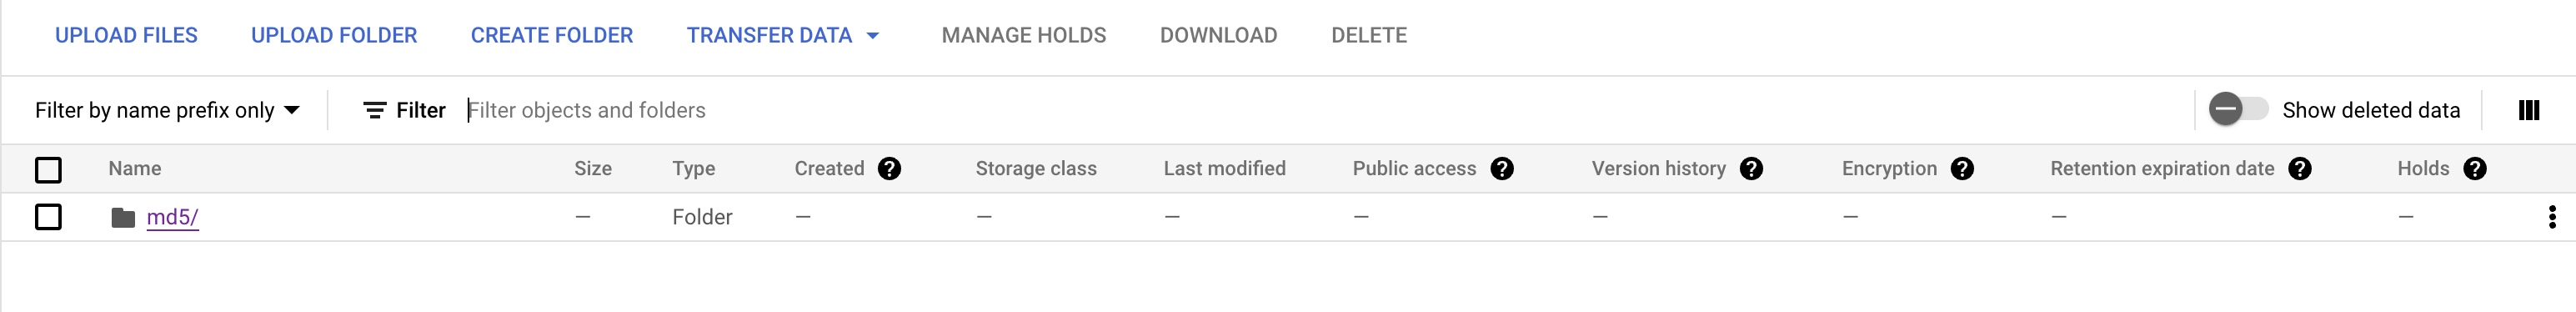 UPLOAD FILES UPLOAD FOLDER CREATE FOLDER TRANSFER DATA MANAGE HOLDS DOWNLOAD DELETE
Filter by name prefix only Filter Filter objects and folders Show deleted data
Name Size Type Created ? Storage class Last modified Public access ? Version history ? Encryption ? Retention expiration date ? Holds ?
md5/ — Folder — — — — — — — —